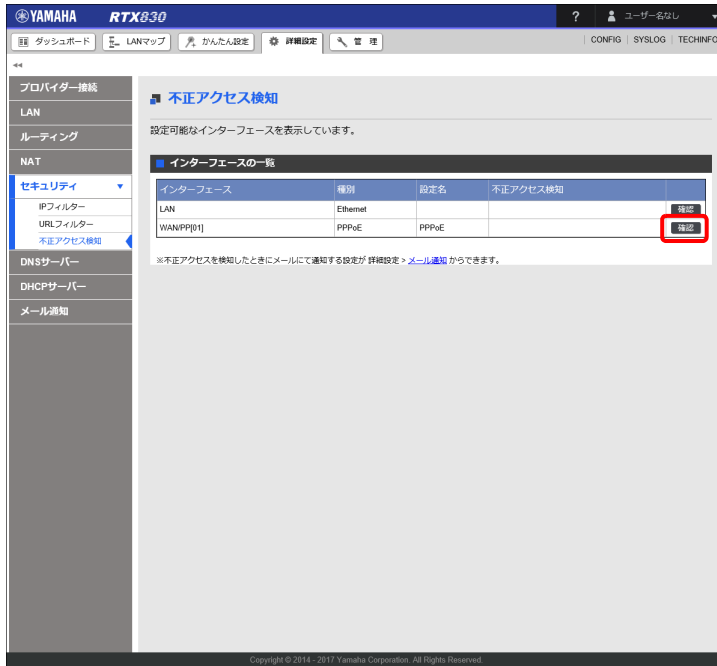 YAMAHA RTX830 ? ユーザー名なし
ダッシュボード LANマップ かんたん設定 詳細設定 管 理 CONFIG SYSLOG TECHINFO
プロバイダー接続
LAN
ルーティング
NAT
セキュリティ
IPフィルター
URLフィルター
不正アクセス検知
DNSサーバー
DHCPサーバー
メール通知
不正アクセス検知
設定可能なインターフェースを表示しています。
インターフェースの一覧
インターフェース 種別 設定名 不正アクセス検知
LAN Ethernet 確認
WAN/PP[01] PPPoE PPPoE 確認
※不正アクセスを検知したときにメールにて通知する設定が 詳細設定 > メール通知 からできます。
Copyright © 2014 - 2017 Yamaha Corporation. All Rights Reserved.